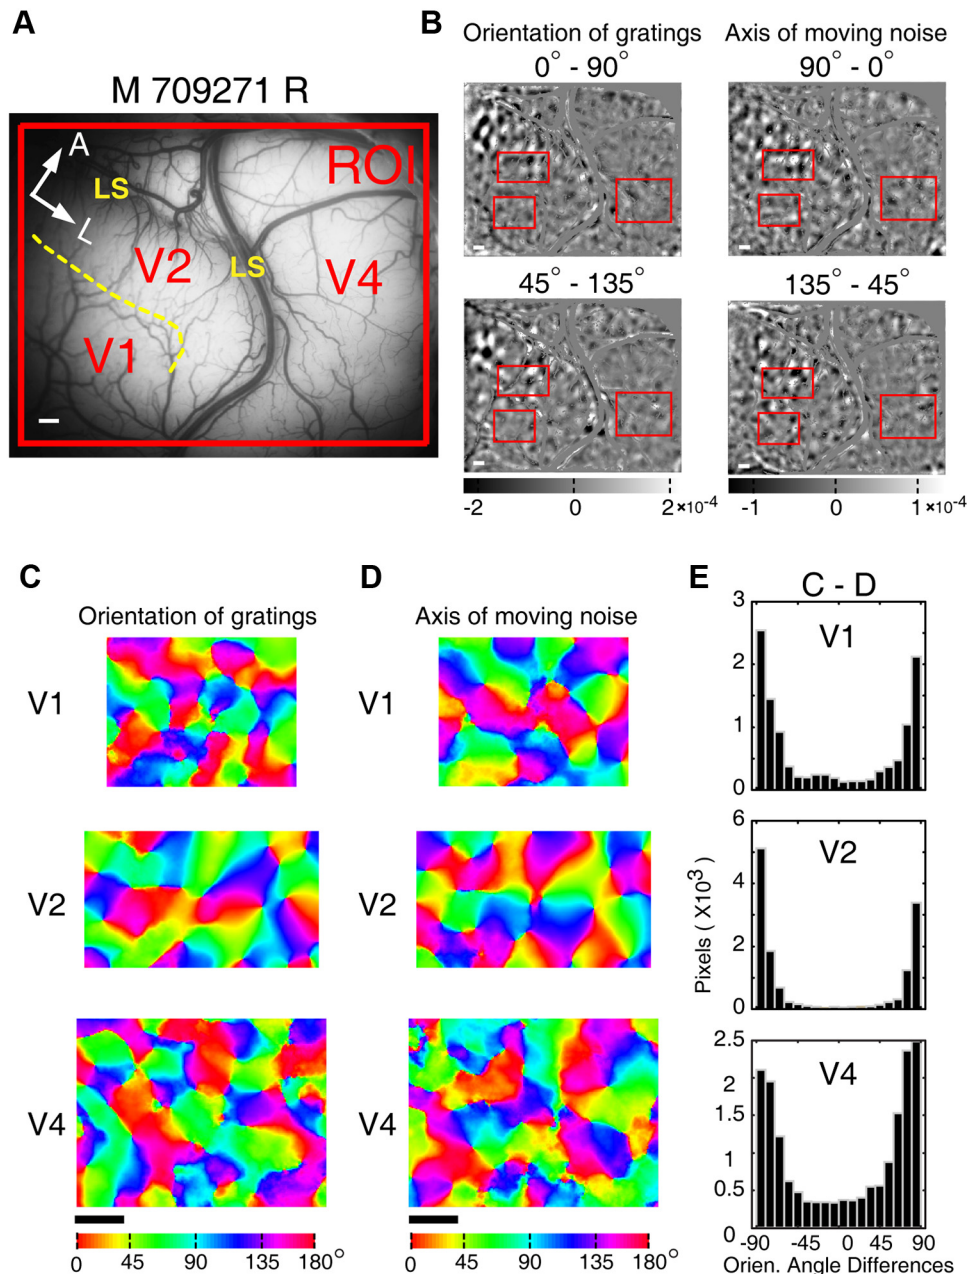 A
M 709271 R
A
ROI
LS
L
V2
LS
V4
V1
B
Orientation of gratings
Axis of moving noise
0° - 90°
90° - 0°
45° - 135°
135° - 45°
-2 0 2 ×10-4
-1 0 1 ×10-4
C
Orientation of gratings
V1
V2
V4
0 45 90 135 180°
D
Axis of moving noise
V1
V2
V4
0 45 90 135 180°
E
C - D
V1
3
2
1
0
V2
6
4
2
0
Pixels ( X10³ )
V4
2.5
2
1.5
1
0.5
0
-90 -45 0 45 90
Orien. Angle Differences